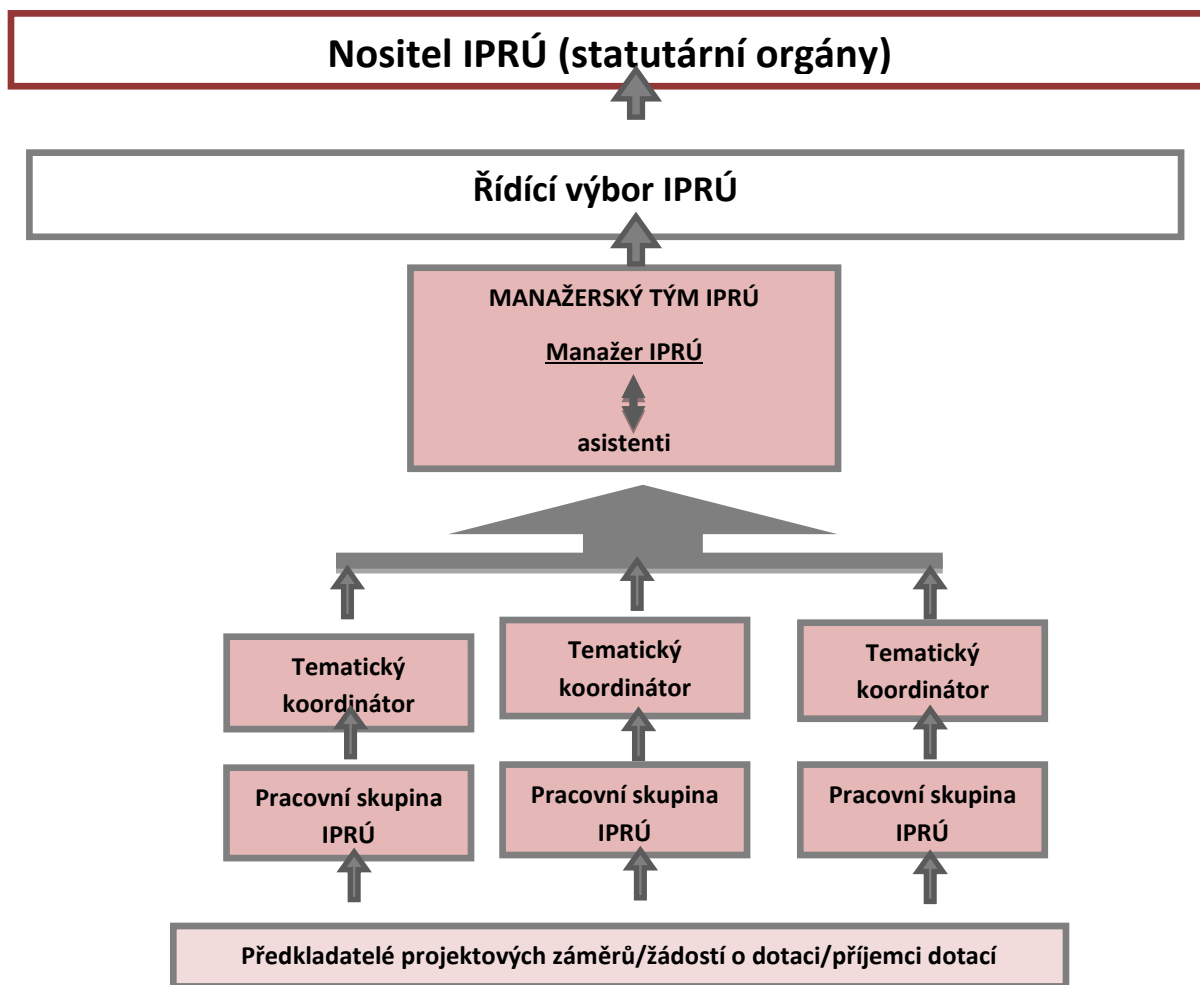 Nositel IPRÚ (statutární orgány)
Řídící výbor IPRÚ
MANAŽERSKÝ TÝM IPRÚ
Manažer IPRÚ
asistenti
Tematický
koordinátor
Tematický
koordinátor
Tematický
koordinátor
Pracovní skupina
IPRÚ
Pracovní skupina
IPRÚ
Pracovní skupina
IPRÚ
Předkladatelé projektových záměrů/žádostí o dotaci/příjemci dotací